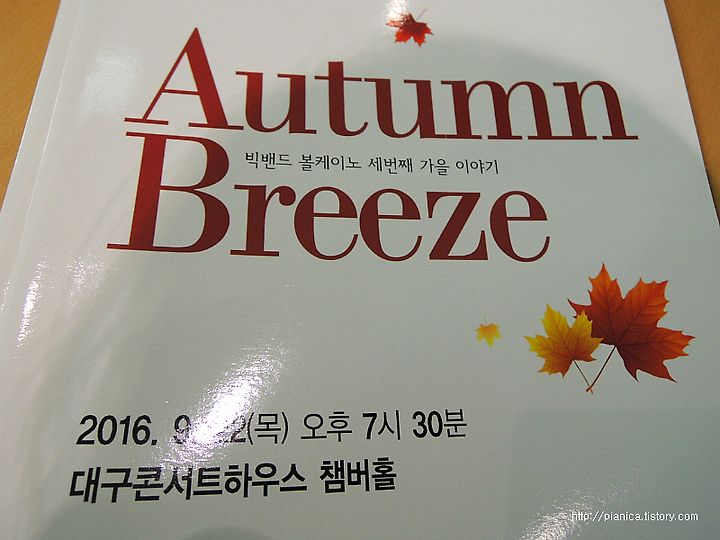 Autumn
빅밴드 볼케이노 세번째 가을 이야기
Breeze
2016. 9. 22(목) 오후 7시 30분
대구콘서트하우스 챔버홀
http://pianica.tistory.com